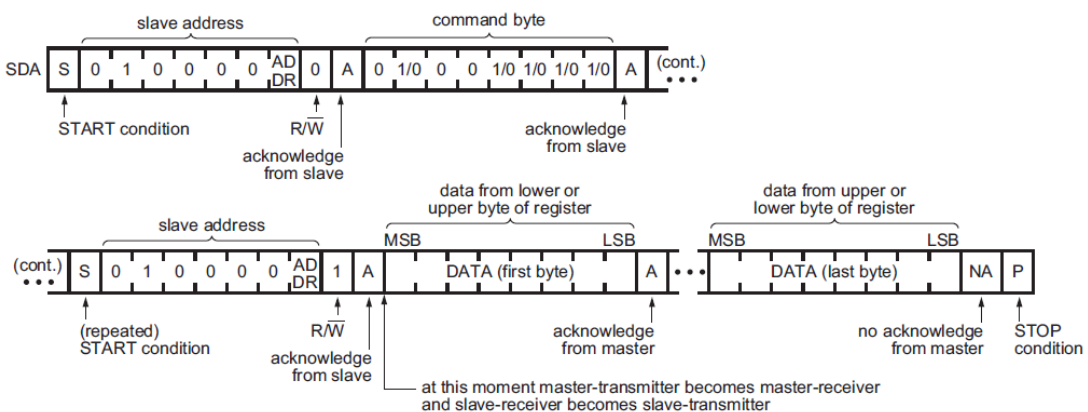 slave address
command byte
SDA S 0 1 0 0 0 0 AD DR 0 A 0 1/0 0 0 1/0 1/0 1/0 1/0 A (cont.)
START condition
R/W̅
acknowledge
from slave
acknowledge
from slave
data from lower or
upper byte of register
data from upper or
lower byte of register
slave address
MSB LSB MSB LSB
(cont.) S 0 1 0 0 0 0 AD DR 1 A DATA (first byte) A DATA (last byte) NA P
(repeated)
START condition
R/W̅
acknowledge
from slave
acknowledge
from master
no acknowledge
from master
STOP
condition
at this moment master-transmitter becomes master-receiver
and slave-receiver becomes slave-transmitter